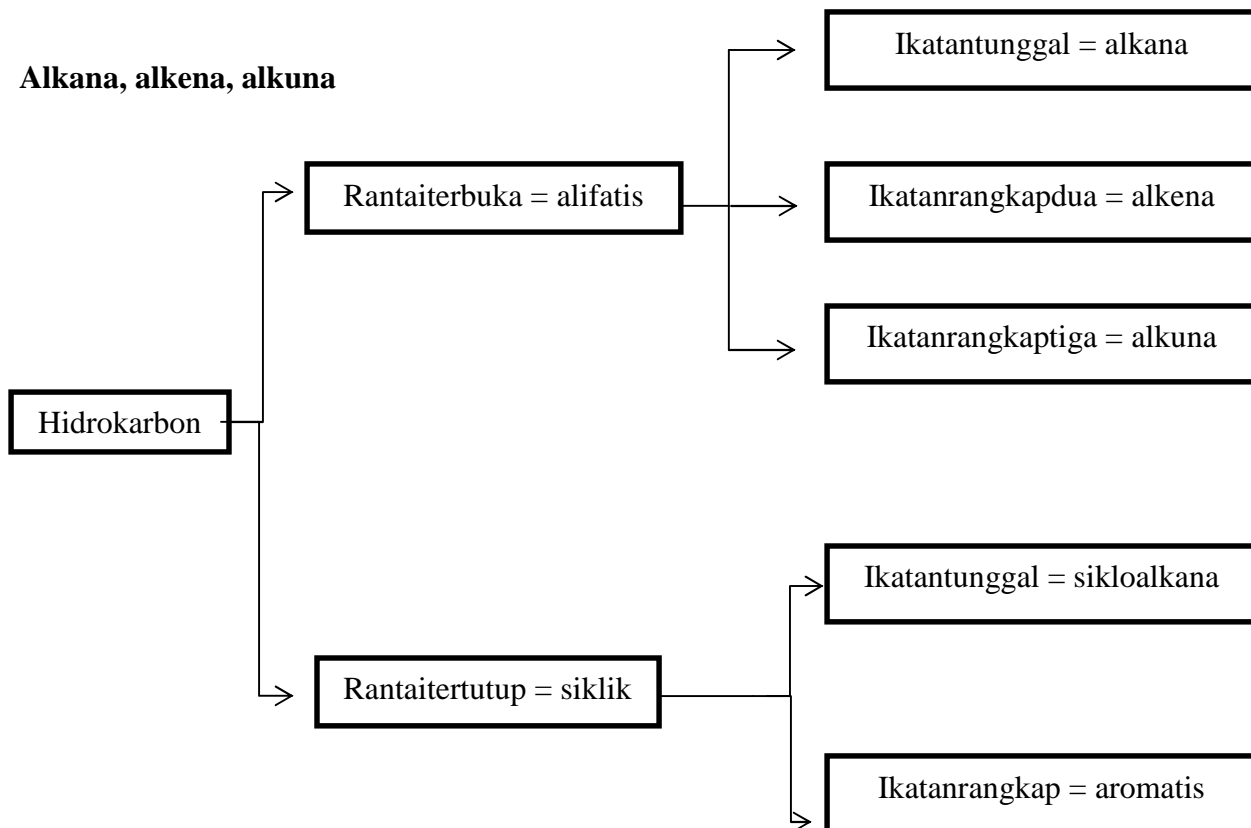 Alkana, alkena, alkuna
Ikatantunggal = alkana
Rantaiterbuka = alifatis
Ikatanrangkapdua = alkena
Ikatanrangkaptiga = alkuna
Hidrokarbon
Ikatantunggal = sikloalkana
Rantaitertutup = siklik
Ikatanrangkap = aromatis